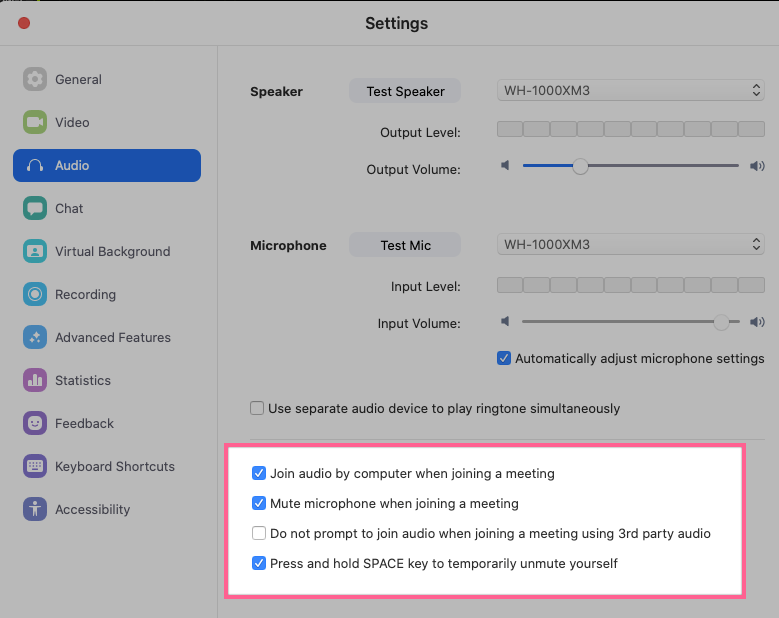 Settings
General
Video
Audio
Chat
Virtual Background
Recording
Advanced Features
Statistics
Feedback
Keyboard Shortcuts
Accessibility
Speaker Test Speaker WH-1000XM3
Output Level:
Output Volume:
Microphone Test Mic WH-1000XM3
Input Level:
Input Volume:
Automatically adjust microphone settings
Use separate audio device to play ringtone simultaneously
Join audio by computer when joining a meeting
Mute microphone when joining a meeting
Do not prompt to join audio when joining a meeting using 3rd party audio
Press and hold SPACE key to temporarily unmute yourself